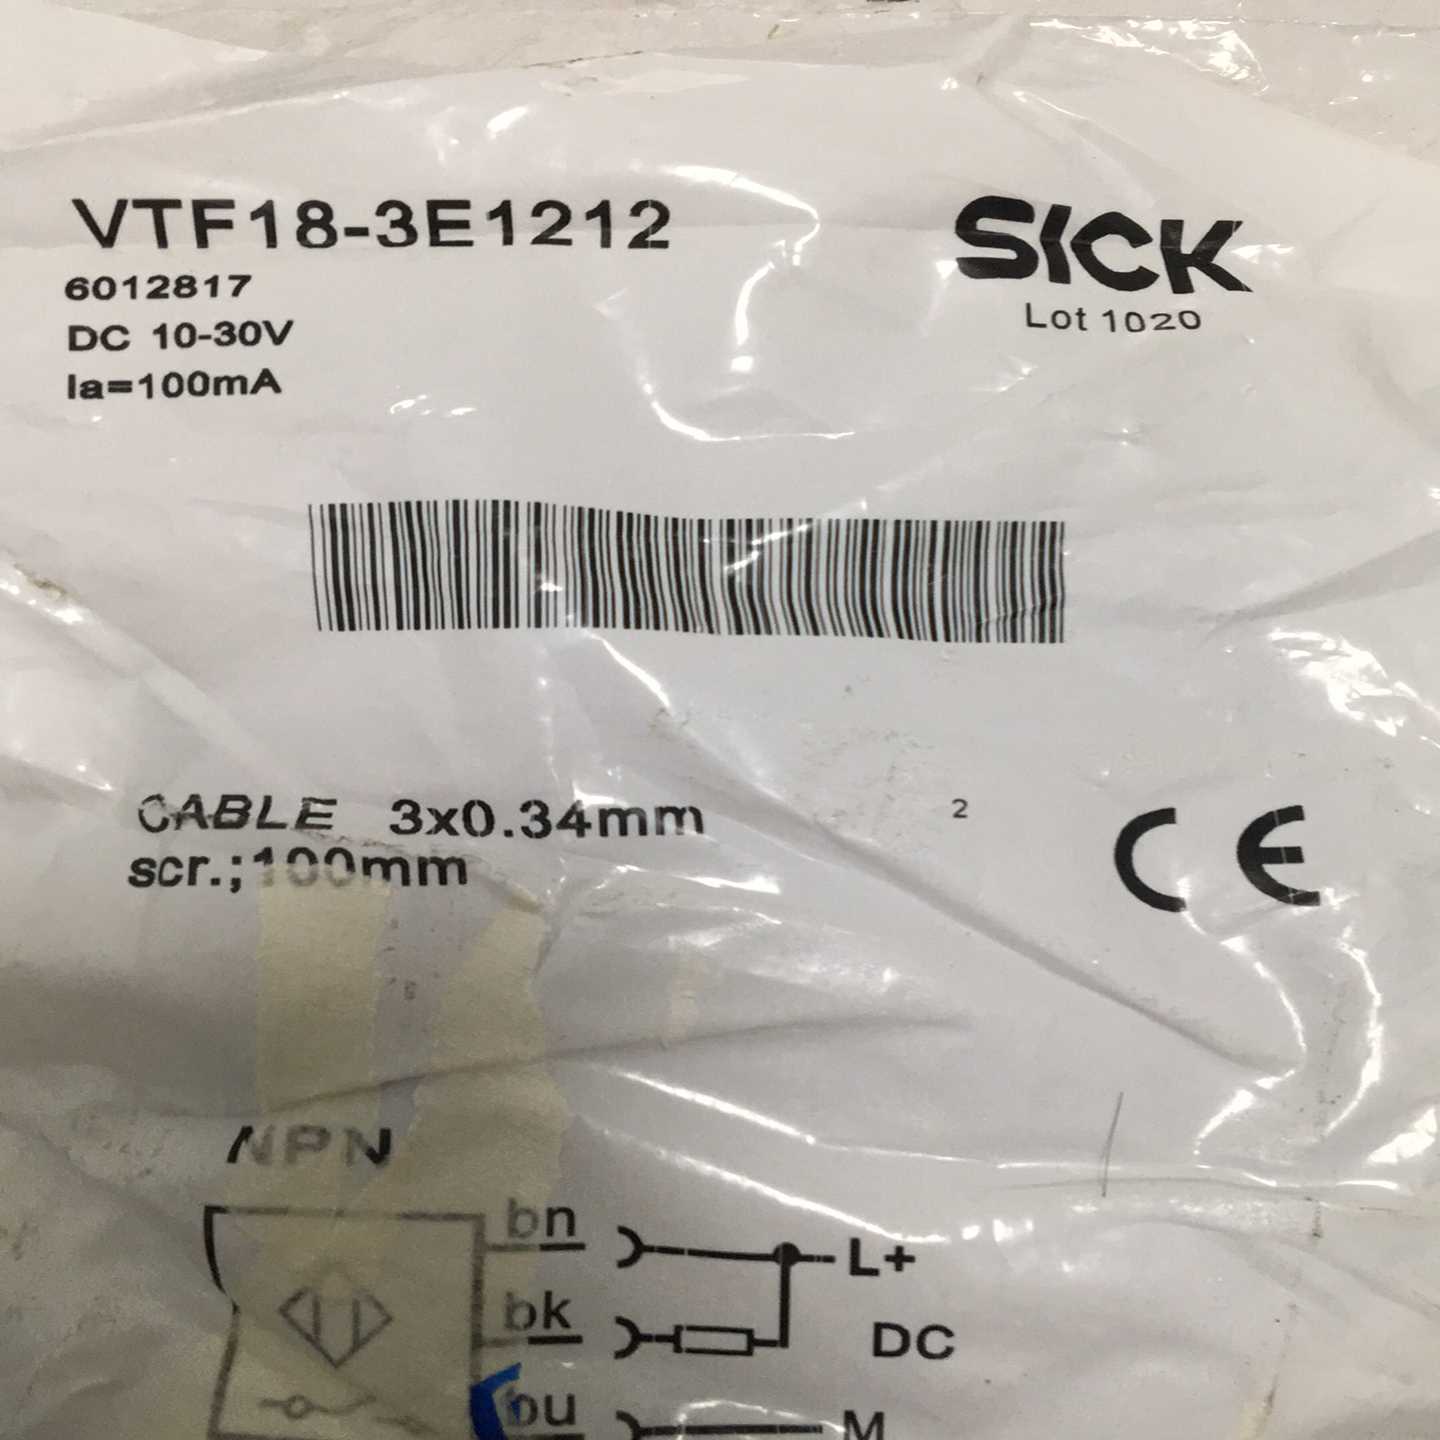 VTF18-3E1212
SICK
6012817
Lot 1020
DC 10-30V
Ia=100mA
CABLE 3x0.34mm 2
scr.;100mm
CE
NPN
bn
L+
bk
DC
bu
M